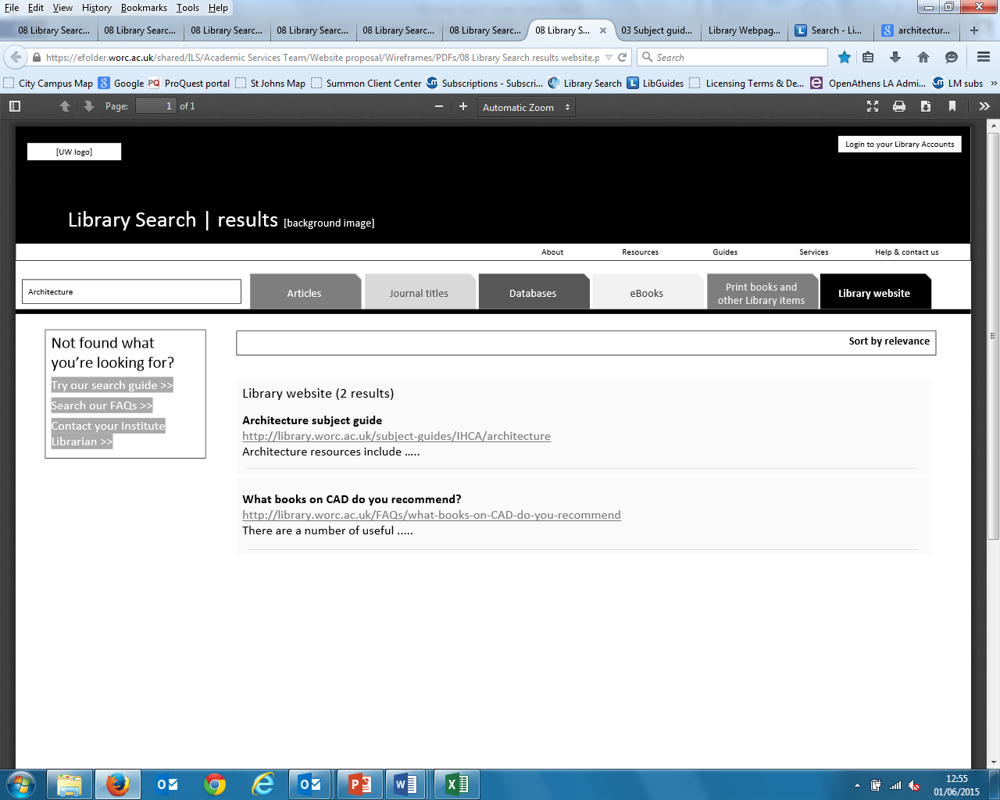 File Edit View History Bookmarks Tools Help
08 Library Searc... 08 Library Searc... 08 Library Searc... 08 Library Searc... 08 Library Searc... 08 Library Searc... 08 Library S... 03 Subject guid... Library Webpag... Search - Li... architectur...
https://efolder.worc.ac.uk/shared/ILS/Academic Services Team/Website proposal/Wireframes/PDFs/08 Library Search results website.p Search
City Campus Map Google ProQuest portal St Johns Map Summon Client Center Subscriptions - Subscri... Library Search LibGuides Licensing Terms & De... OpenAthens LA Admi... LM subs
Page: 1 of 1 Automatic Zoom
[UW logo] Login to your Library Accounts
Library Search | results [background image]
About Resources Guides Services Help & contact us
Architecture Articles Journal titles Databases eBooks Print books and other Library items Library website
Not found what
you're looking for?
Try our search guide >>
Search our FAQs >>
Contact your Institute
Librarian >>
Sort by relevance
Library website (2 results)
Architecture subject guide
http://library.worc.ac.uk/subject-guides/IHCA/architecture
Architecture resources include .....
What books on CAD do you recommend?
http://library.worc.ac.uk/FAQs/what-books-on-CAD-do-you-recommend
There are a number of useful .....
12:55
01/06/2015